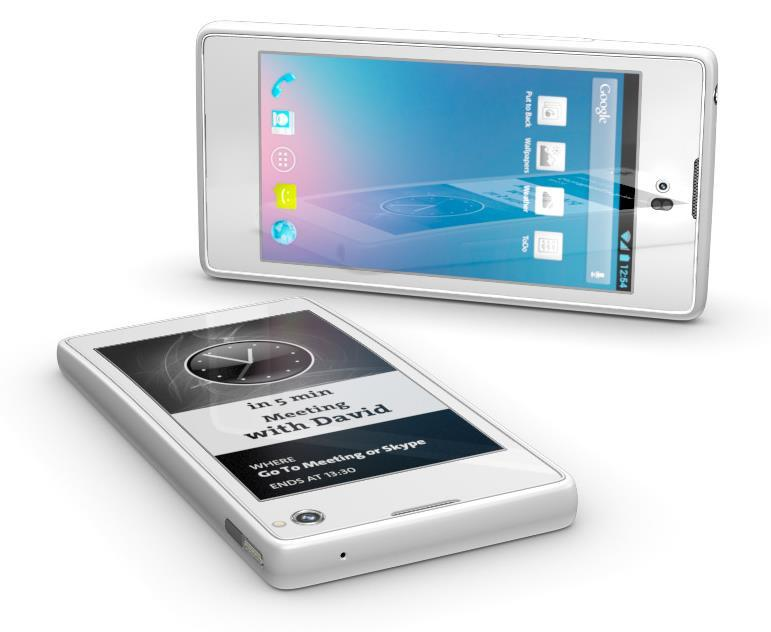 Google
Put to Back
Wallpapers
Weather
ToDo
12:54
in 5 min
Meeting
with David
WHERE
Go To Meeting or Skype
ENDS AT 13:30